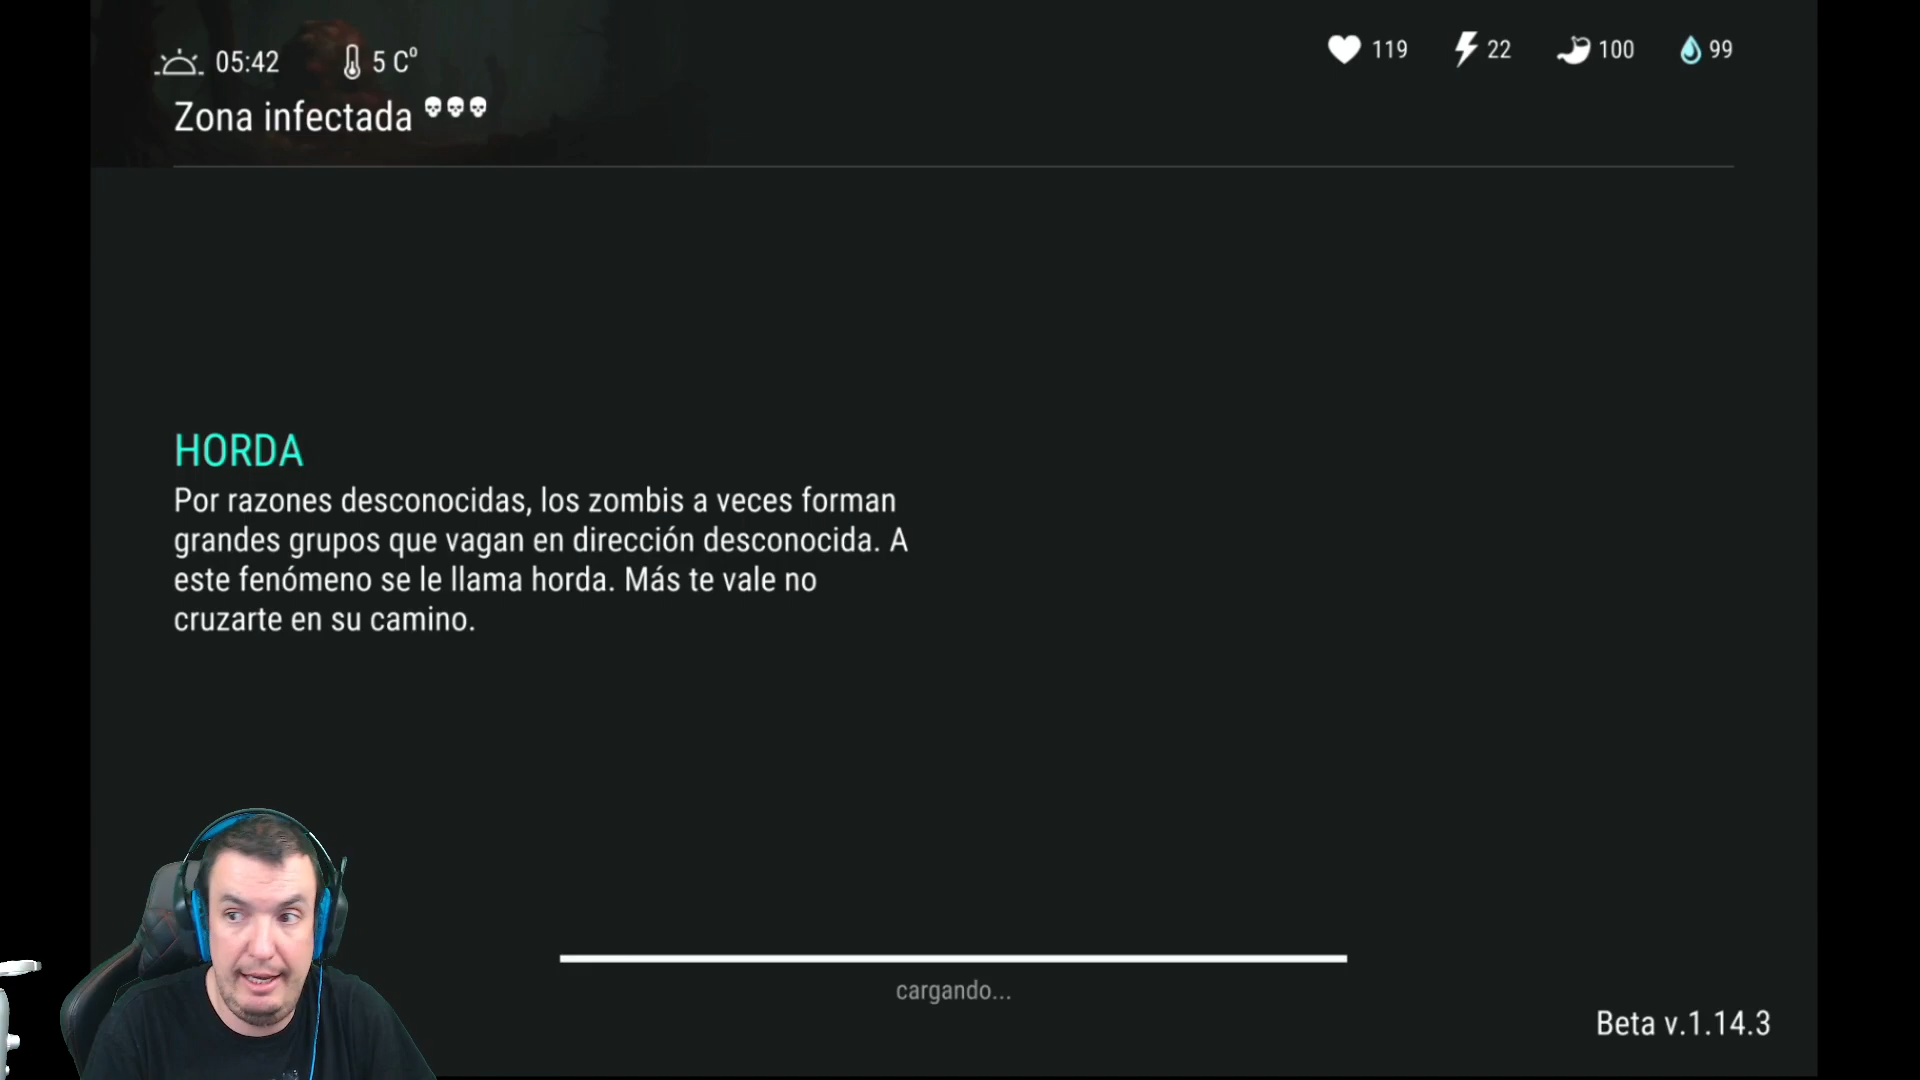 05:42
5 Cº
119
22
100
99
Zona infectada
HORDA
Por razones desconocidas, los zombis a veces forman
grandes grupos que vagan en dirección desconocida. A
este fenómeno se le llama horda. Más te vale no
cruzarte en su camino.
cargando...
Beta v.1.14.3